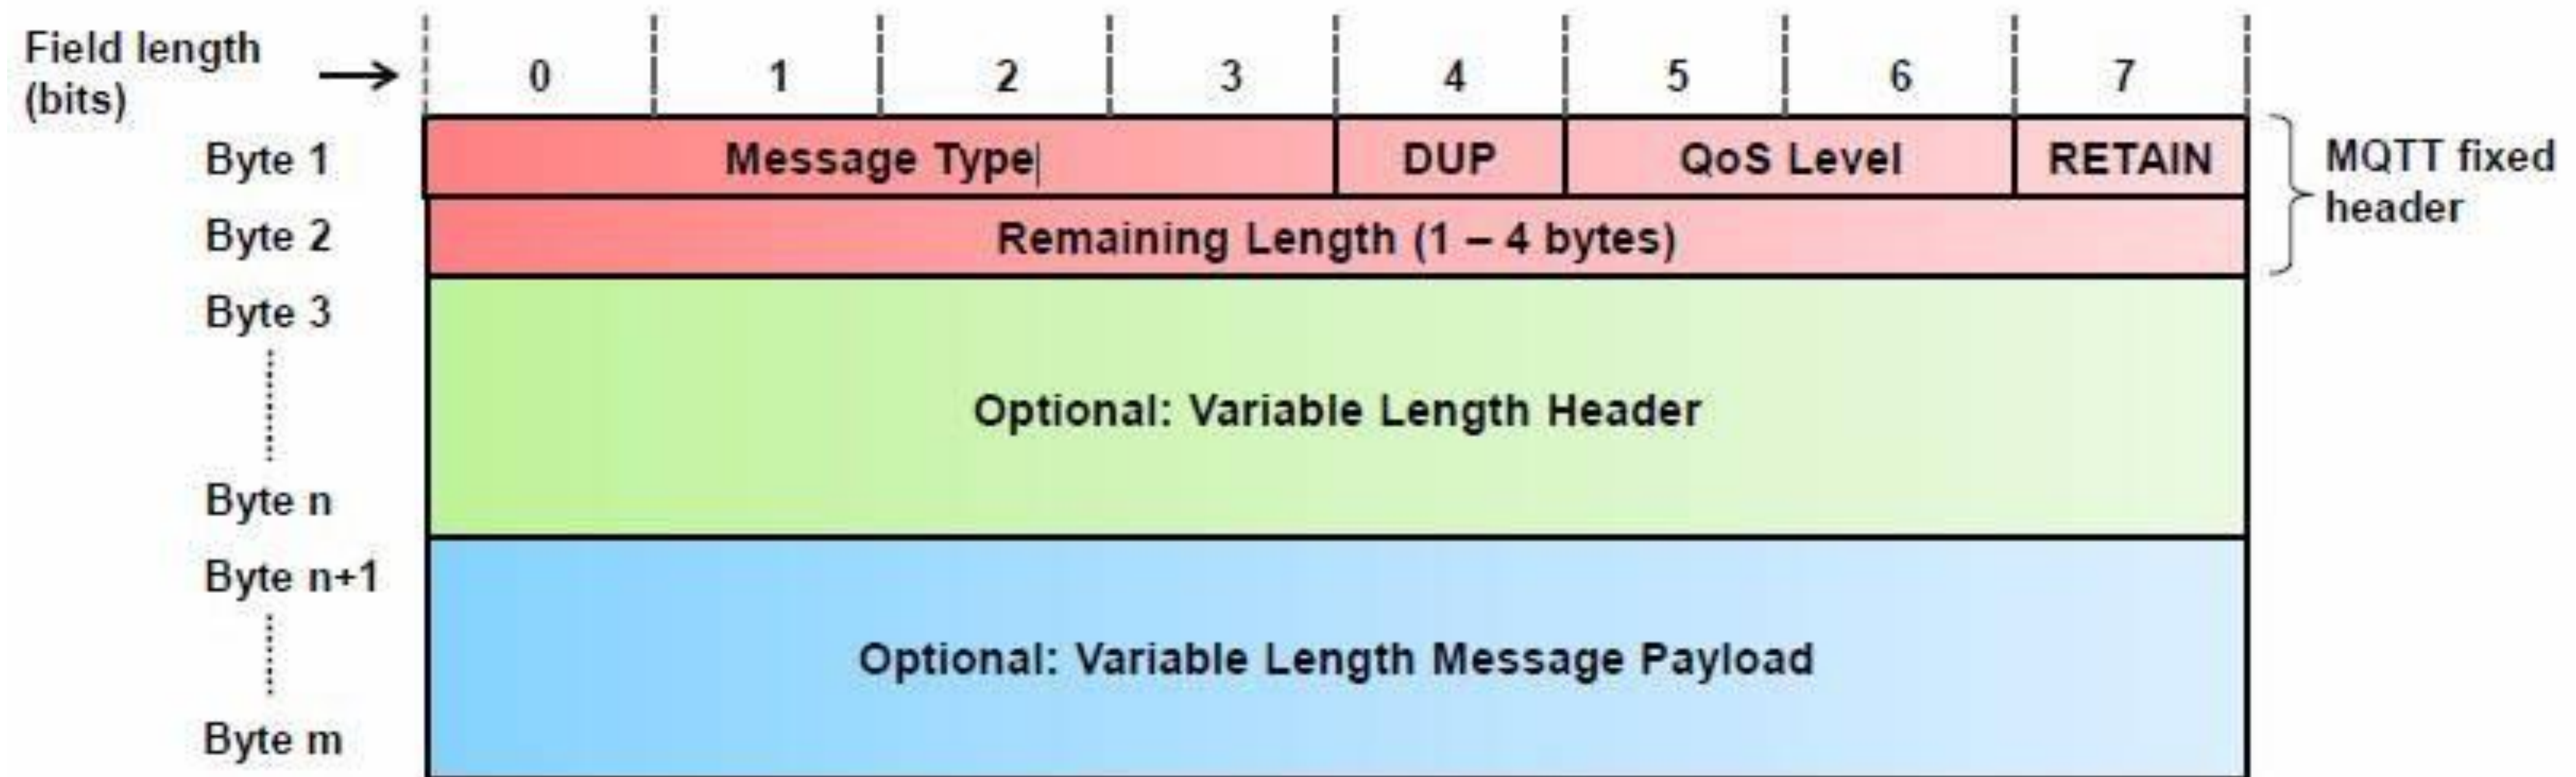 Field length
(bits)
0 1 2 3 4 5 6 7
Byte 1 Message Type DUP QoS Level RETAIN
MQTT fixed
header
Byte 2 Remaining Length (1 – 4 bytes)
Byte 3
Optional: Variable Length Header
Byte n
Byte n+1
Optional: Variable Length Message Payload
Byte m